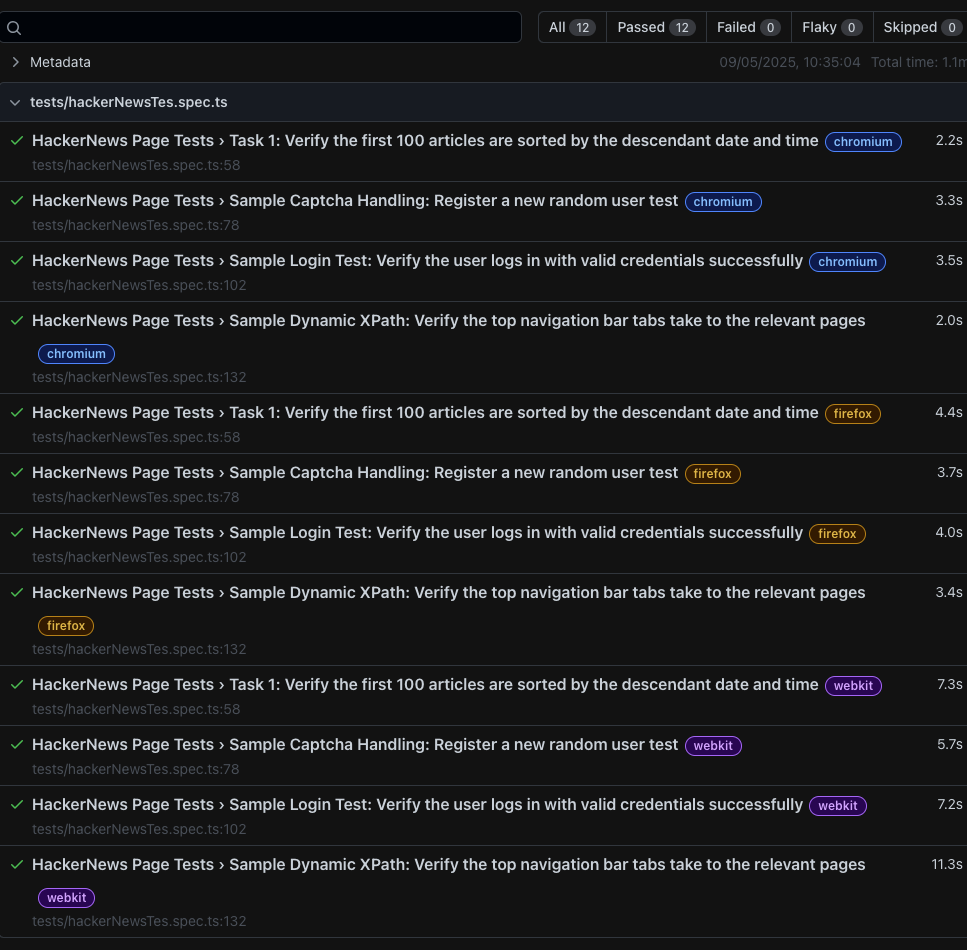 All 12 Passed 12 Failed 0 Flaky 0 Skipped 0
Metadata 09/05/2025, 10:35:04 Total time: 1.1m
tests/hackerNewsTes.spec.ts
HackerNews Page Tests › Task 1: Verify the first 100 articles are sorted by the descendant date and time chromium 2.2s
tests/hackerNewsTes.spec.ts:58
HackerNews Page Tests › Sample Captcha Handling: Register a new random user test chromium 3.3s
tests/hackerNewsTes.spec.ts:78
HackerNews Page Tests › Sample Login Test: Verify the user logs in with valid credentials successfully chromium 3.5s
tests/hackerNewsTes.spec.ts:102
HackerNews Page Tests › Sample Dynamic XPath: Verify the top navigation bar tabs take to the relevant pages 2.0s
chromium
tests/hackerNewsTes.spec.ts:132
HackerNews Page Tests › Task 1: Verify the first 100 articles are sorted by the descendant date and time firefox 4.4s
tests/hackerNewsTes.spec.ts:58
HackerNews Page Tests › Sample Captcha Handling: Register a new random user test firefox 3.7s
tests/hackerNewsTes.spec.ts:78
HackerNews Page Tests › Sample Login Test: Verify the user logs in with valid credentials successfully firefox 4.0s
tests/hackerNewsTes.spec.ts:102
HackerNews Page Tests › Sample Dynamic XPath: Verify the top navigation bar tabs take to the relevant pages 3.4s
firefox
tests/hackerNewsTes.spec.ts:132
HackerNews Page Tests › Task 1: Verify the first 100 articles are sorted by the descendant date and time webkit 7.3s
tests/hackerNewsTes.spec.ts:58
HackerNews Page Tests › Sample Captcha Handling: Register a new random user test webkit 5.7s
tests/hackerNewsTes.spec.ts:78
HackerNews Page Tests › Sample Login Test: Verify the user logs in with valid credentials successfully webkit 7.2s
tests/hackerNewsTes.spec.ts:102
HackerNews Page Tests › Sample Dynamic XPath: Verify the top navigation bar tabs take to the relevant pages 11.3s
webkit
tests/hackerNewsTes.spec.ts:132